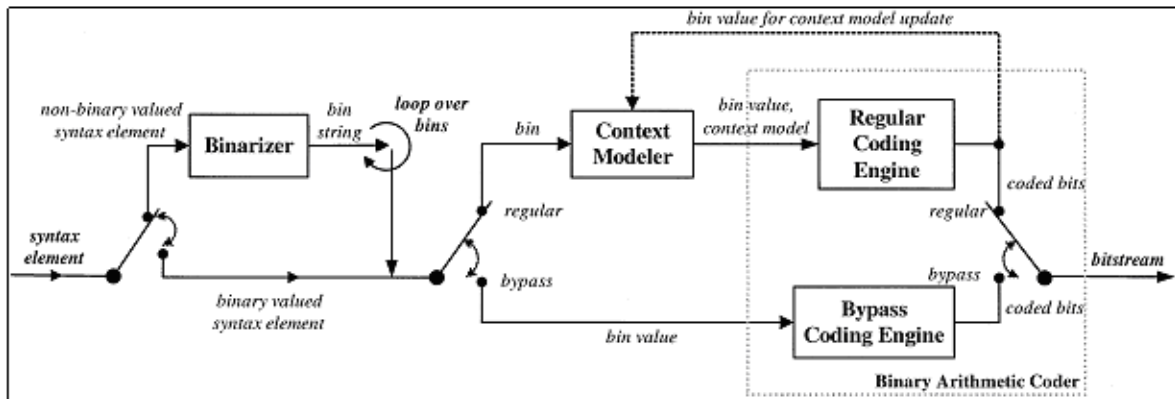 bin value for context model update
non-binary valued
syntax element
bin
string
loop over
bins
Binarizer
bin
Context
Modeler
bin value,
context model
Regular
Coding
Engine
coded bits
regular
regular
syntax
element
bypass
bypass
bitstream
binary valued
syntax element
bin value
Bypass
Coding Engine
coded bits
Binary Arithmetic Coder